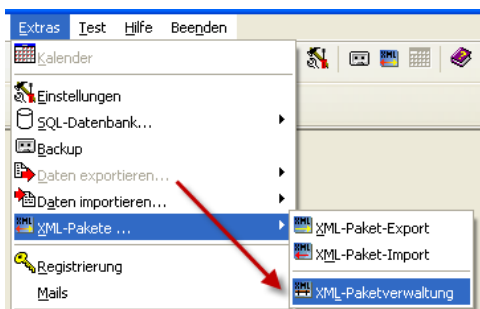 Extras Test Hilfe Beenden
Kalender
Einstellungen
SQL-Datenbank...
Backup
Daten exportieren...
Daten importieren...
XML-Pakete ...
XML-Paket-Export
XML-Paket-Import
Registrierung
XML-Paketverwaltung
Mails